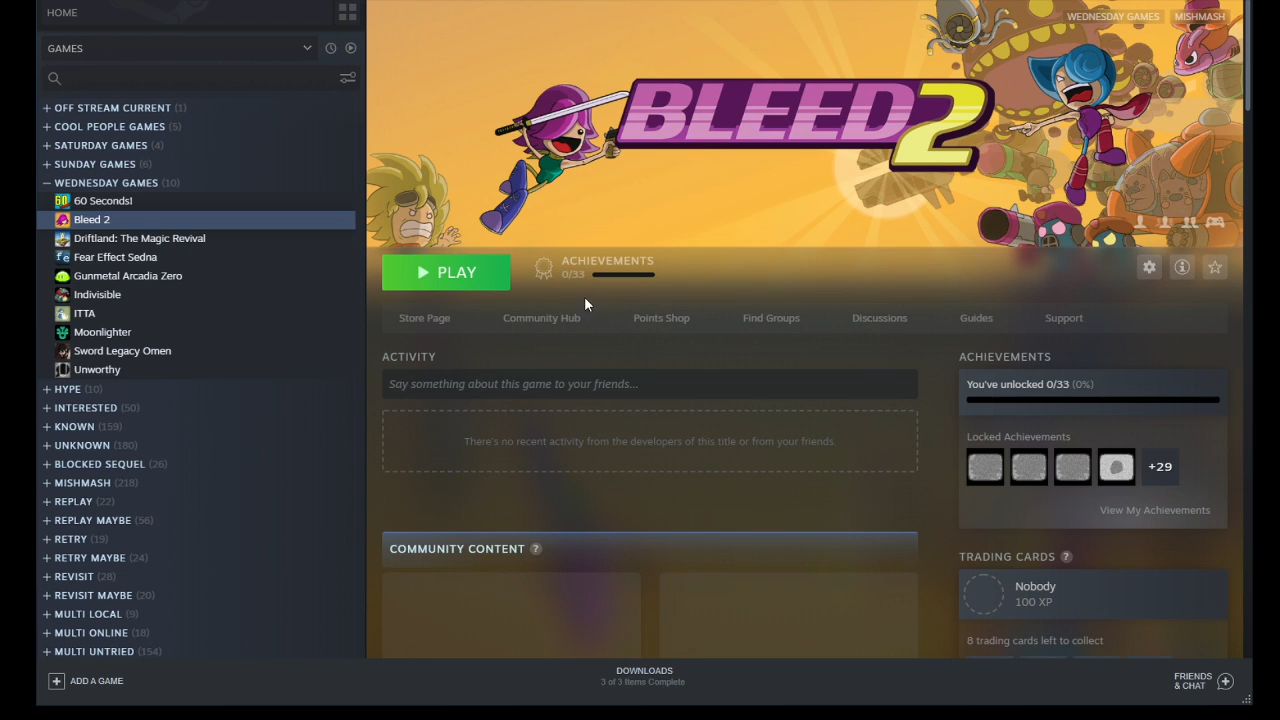 HOME
GAMES
OFF STREAM CURRENT (1)
COOL PEOPLE GAMES (5)
SATURDAY GAMES (4)
SUNDAY GAMES (6)
WEDNESDAY GAMES (10)
60 Seconds!
Bleed 2
Driftland: The Magic Revival
Fear Effect Sedna
Gunmetal Arcadia Zero
Indivisible
ITTA
Moonlighter
Sword Legacy Omen
Unworthy
HYPE (10)
INTERESTED (50)
KNOWN (159)
UNKNOWN (180)
BLOCKED SEQUEL (26)
MISHMASH (218)
REPLAY (22)
REPLAY MAYBE (56)
RETRY (19)
RETRY MAYBE (24)
REVISIT (28)
REVISIT MAYBE (20)
MULTI LOCAL (9)
MULTI ONLINE (18)
MULTI UNTRIED (154)
ADD A GAME
WEDNESDAY GAMES MISHMASH
BLEED 2
PLAY
ACHIEVEMENTS
0/33
Store Page Community Hub Points Shop Find Groups Discussions Guides Support
ACTIVITY
Say something about this game to your friends...
There's no recent activity from the developers of this title or from your friends.
COMMUNITY CONTENT ?
ACHIEVEMENTS
You've unlocked 0/33 (0%)
Locked Achievements
+29
View My Achievements
TRADING CARDS ?
Nobody
100 XP
8 trading cards left to collect
DOWNLOADS
3 of 3 Items Complete
FRIENDS
& CHAT